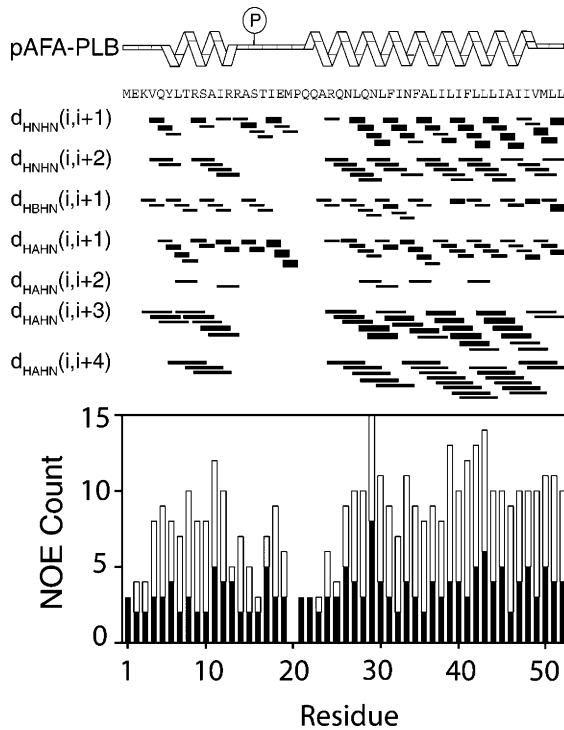 P
pAFA-PLB
MEKVQYLTRSAIRRASTIEMPQQARQNLQNLFINFALILIFLLLIAIIVMLL
dHNHN(i,i+1)
dHNHN(i,i+2)
dHBHN(i,i+1)
dHAHN(i,i+1)
dHAHN(i,i+2)
dHAHN(i,i+3)
dHAHN(i,i+4)
15
10
5
0
NOE Count
1 10 20 30 40 50
Residue